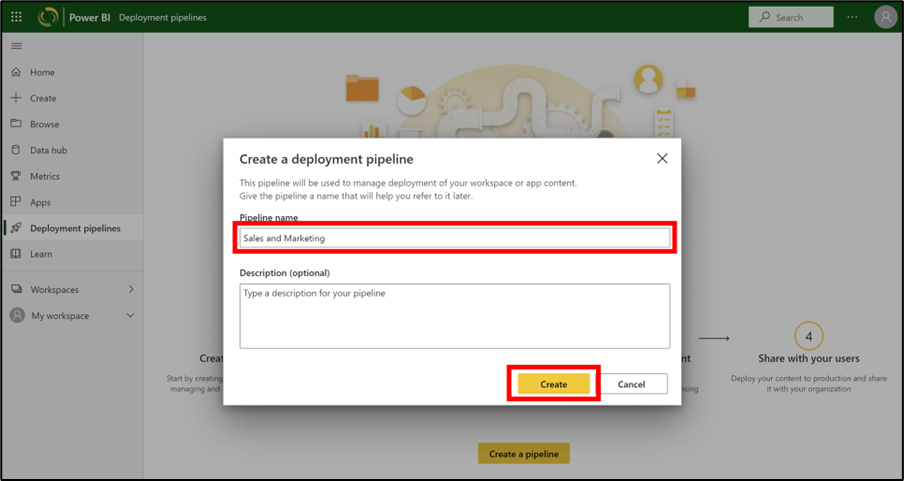 Power BI Deployment pipelines
Search
Home
Create
Browse
Data hub
Metrics
Apps
Deployment pipelines
Learn
Workspaces
My workspace
Create a deployment pipeline
This pipeline will be used to manage deployment of your workspace or app content.
Give the pipeline a name that will help you refer to it later.
Pipeline name
Sales and Marketing
Description (optional)
Type a description for your pipeline
Create Cancel
4
Share with your users
Start by creating
managing and
Deploy your content to production and share
it with your organization
Create a pipeline